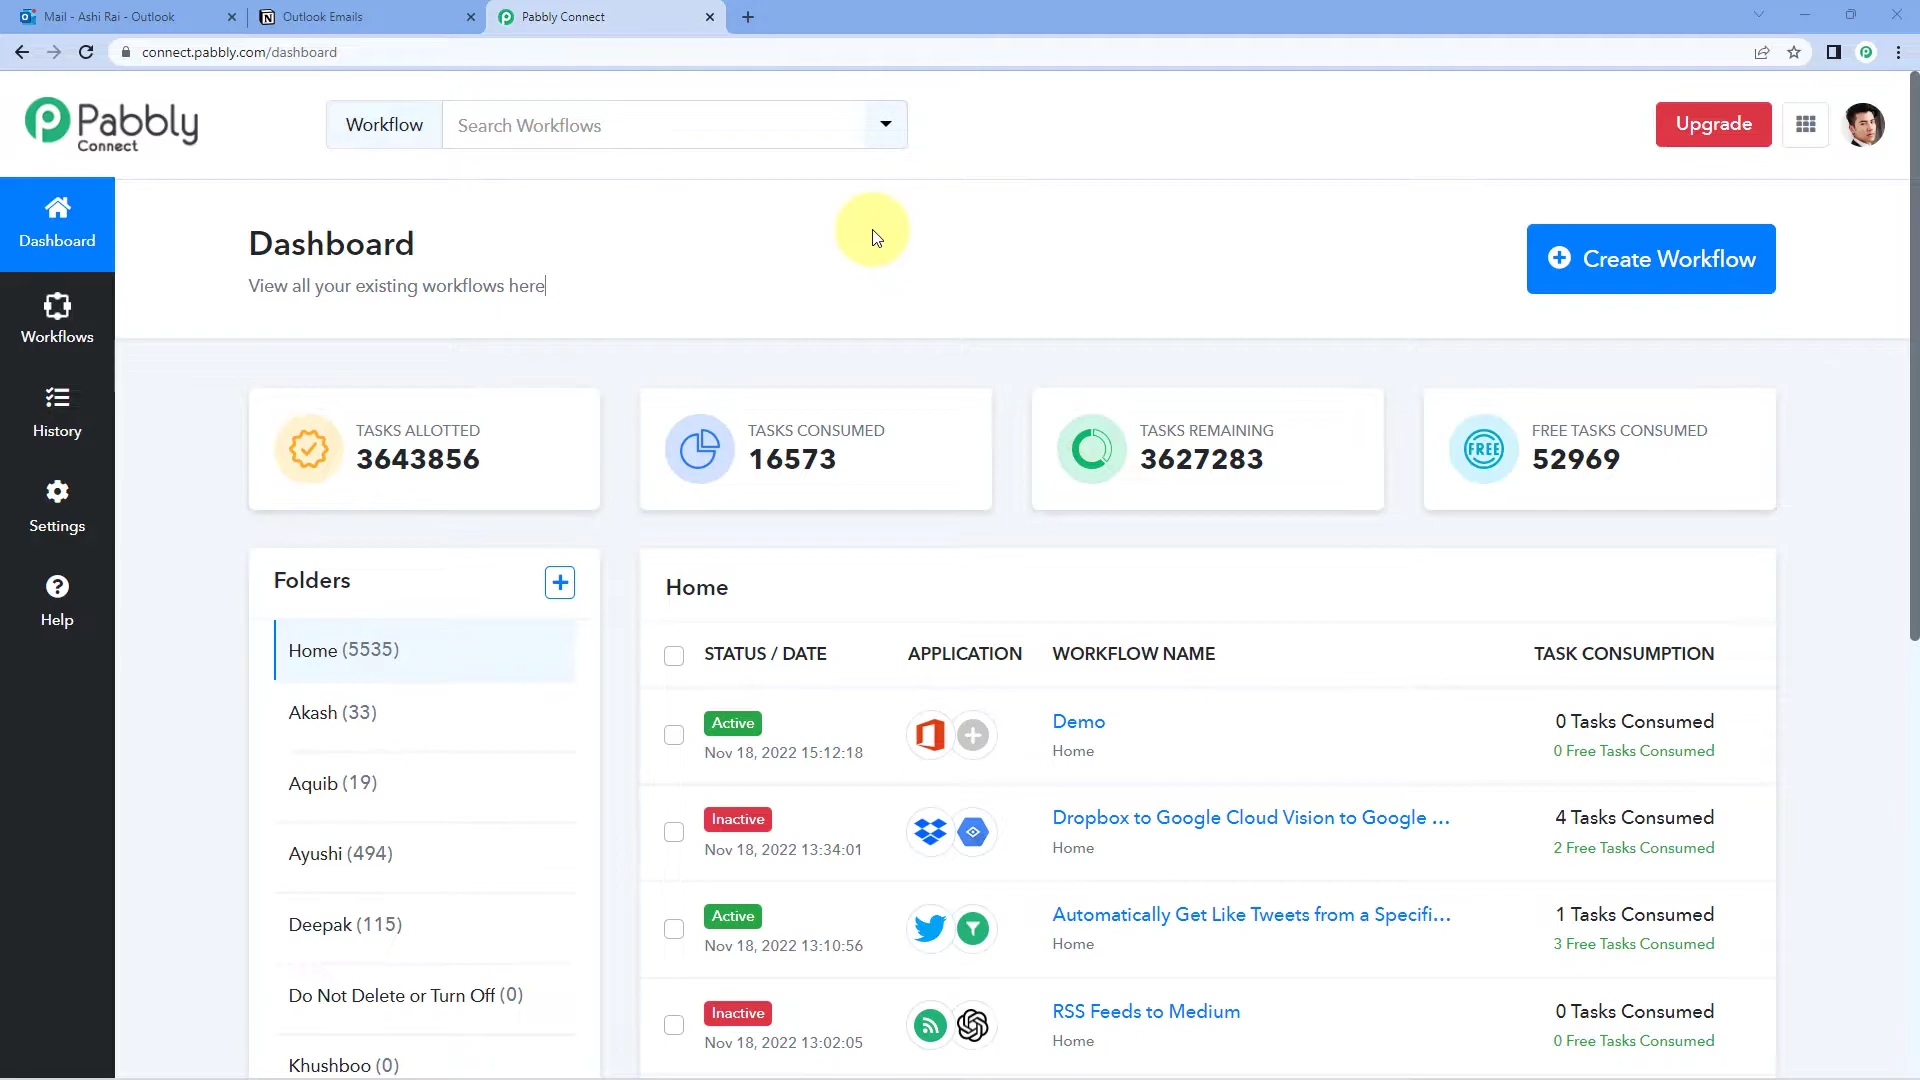 Mail - Ashi Rai - Outlook
Outlook Emails
Pabbly Connect
connect.pabbly.com/dashboard
Pabbly
Connect
Workflow
Search Workflows
Upgrade
Dashboard
Workflows
History
Settings
Help
Dashboard
View all your existing workflows here
Create Workflow
TASKS ALLOTTED
3643856
TASKS CONSUMED
16573
TASKS REMAINING
3627283
FREE
FREE TASKS CONSUMED
52969
Folders
Home (5535)
Akash (33)
Aquib (19)
Ayushi (494)
Deepak (115)
Do Not Delete or Turn Off (0)
Khushboo (0)
Home
STATUS / DATE APPLICATION WORKFLOW NAME TASK CONSUMPTION
Active Demo 0 Tasks Consumed
Nov 18, 2022 15:12:18 Home 0 Free Tasks Consumed
Inactive Dropbox to Google Cloud Vision to Google ... 4 Tasks Consumed
Nov 18, 2022 13:34:01 Home 2 Free Tasks Consumed
Active Automatically Get Like Tweets from a Specifi... 1 Tasks Consumed
Nov 18, 2022 13:10:56 Home 3 Free Tasks Consumed
Inactive RSS Feeds to Medium 0 Tasks Consumed
Nov 18, 2022 13:02:05 Home 0 Free Tasks Consumed